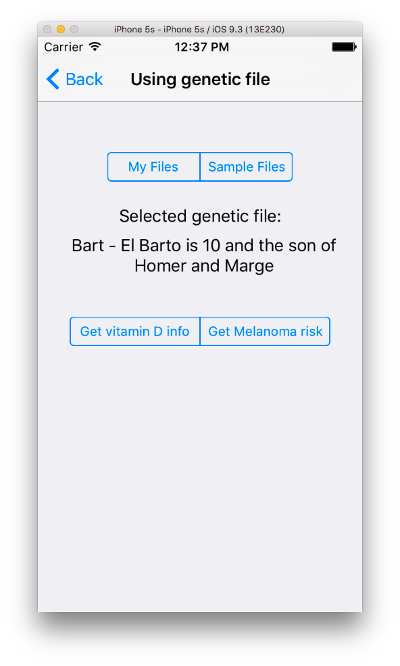 iPhone 5s - iPhone 5s / iOS 9.3 (13E230)
Carrier 12:37 PM
Back Using genetic file
My Files Sample Files
Selected genetic file:
Bart - El Barto is 10 and the son of
Homer and Marge
Get vitamin D info Get Melanoma risk